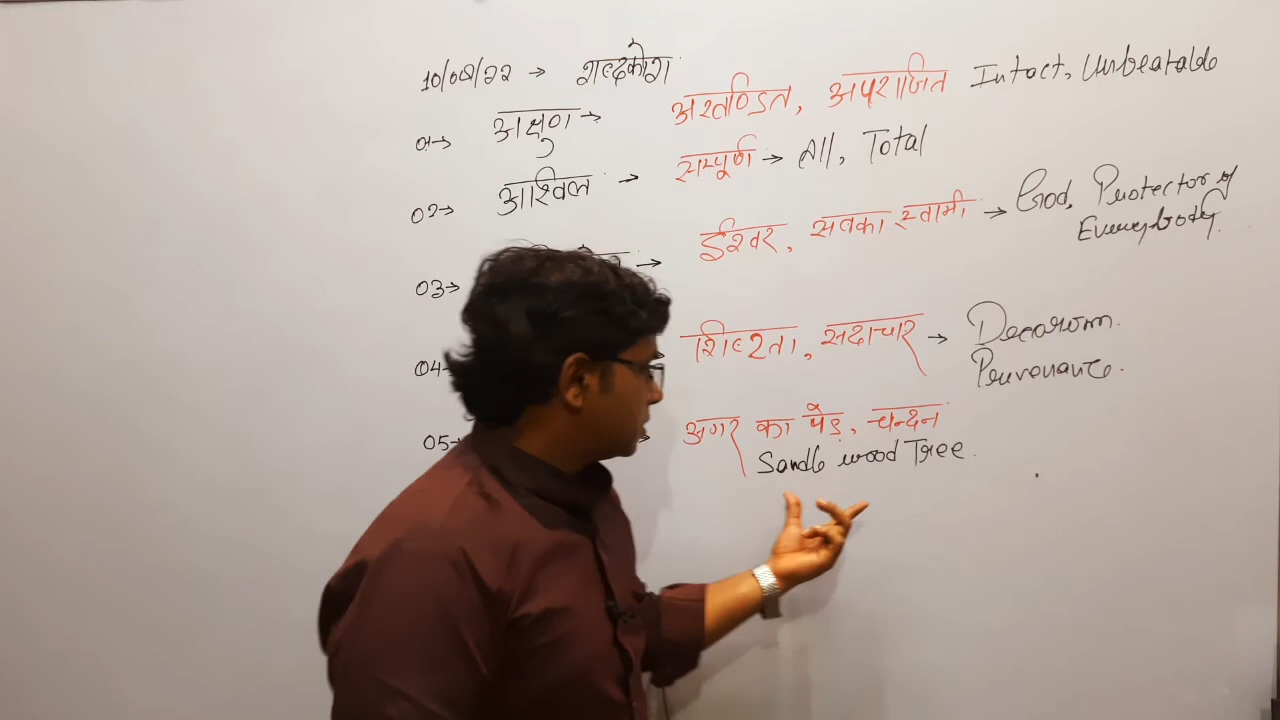 10/08/22 → शब्दकोश
01→ अक्षुण → अखण्डित, अपराजित Intact, Unbeatable
02→ अखिल → सम्पूर्ण → All, Total
03→ → ईश्वर, सबका स्वामी → God, Protector of Everybody.
04- शिष्टता, सदाचार → Decorum.
05- अगर का पेड़, चन्दन
Sandle wood Tree.